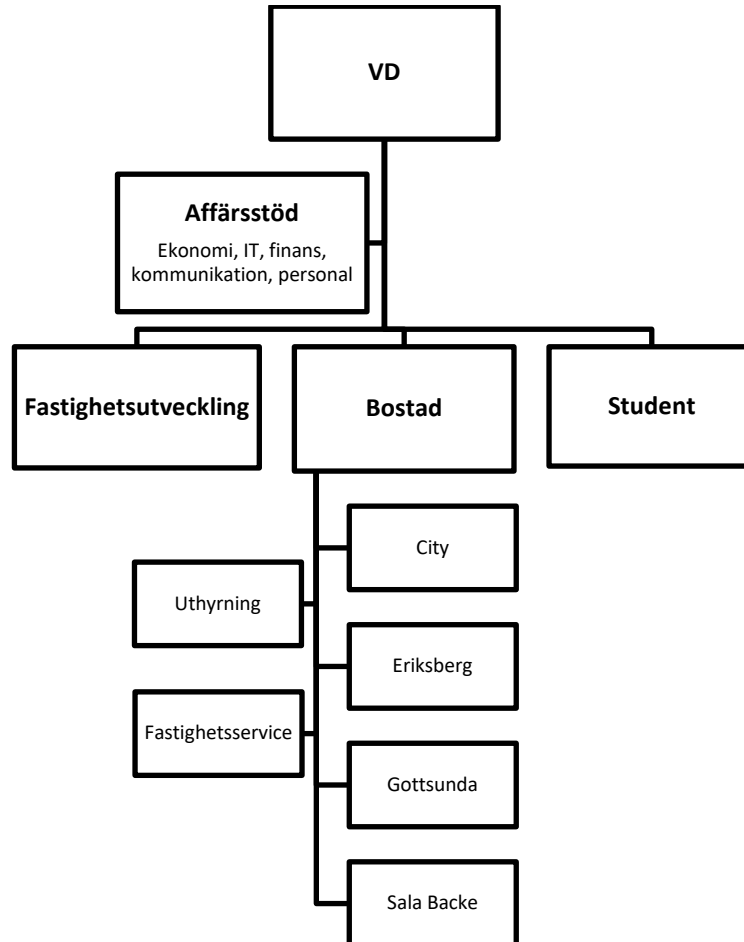 VD
Affärsstöd
Ekonomi, IT, finans,
kommunikation, personal
Fastighetsutveckling
Bostad
Student
City
Uthyrning
Eriksberg
Fastighetsservice
Gottsunda
Sala Backe